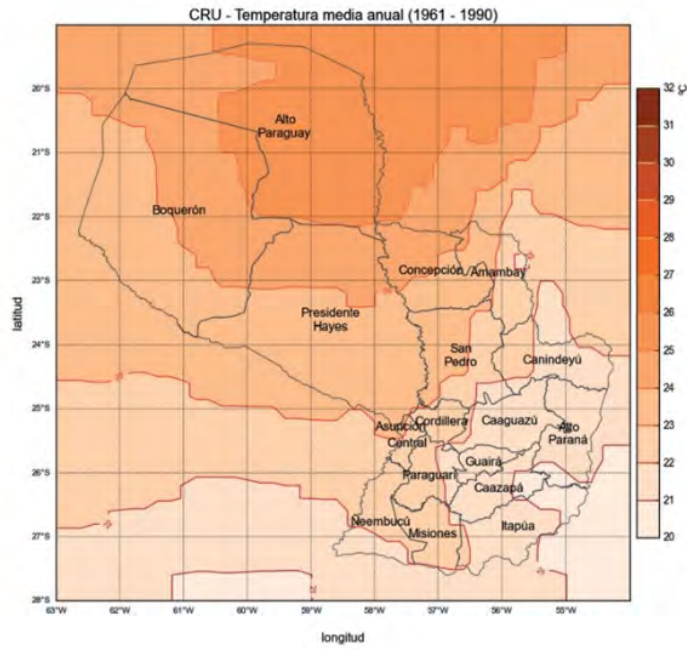 CRU - Temperatura media anual (1961 - 1990)
20°S
21°S
22°S
23°S
24°S
25°S
26°S
27°S
28°S
63°W
62°W
61°W
60°W
59°W
58°W
57°W
56°W
55°W
latitud
longitud
Alto
Paraguay
Boquerón
Concepción
Amambay
Presidente
Hayes
San
Pedro
Canindeyú
Asunción
Cordillera
Caaguazú
Central
Alto
Paraná
Guairá
Paraguarí
Caazapá
Ñeembucú
Misiones
Itapúa
32
°C
31
30
29
28
27
26
25
24
23
22
21
20